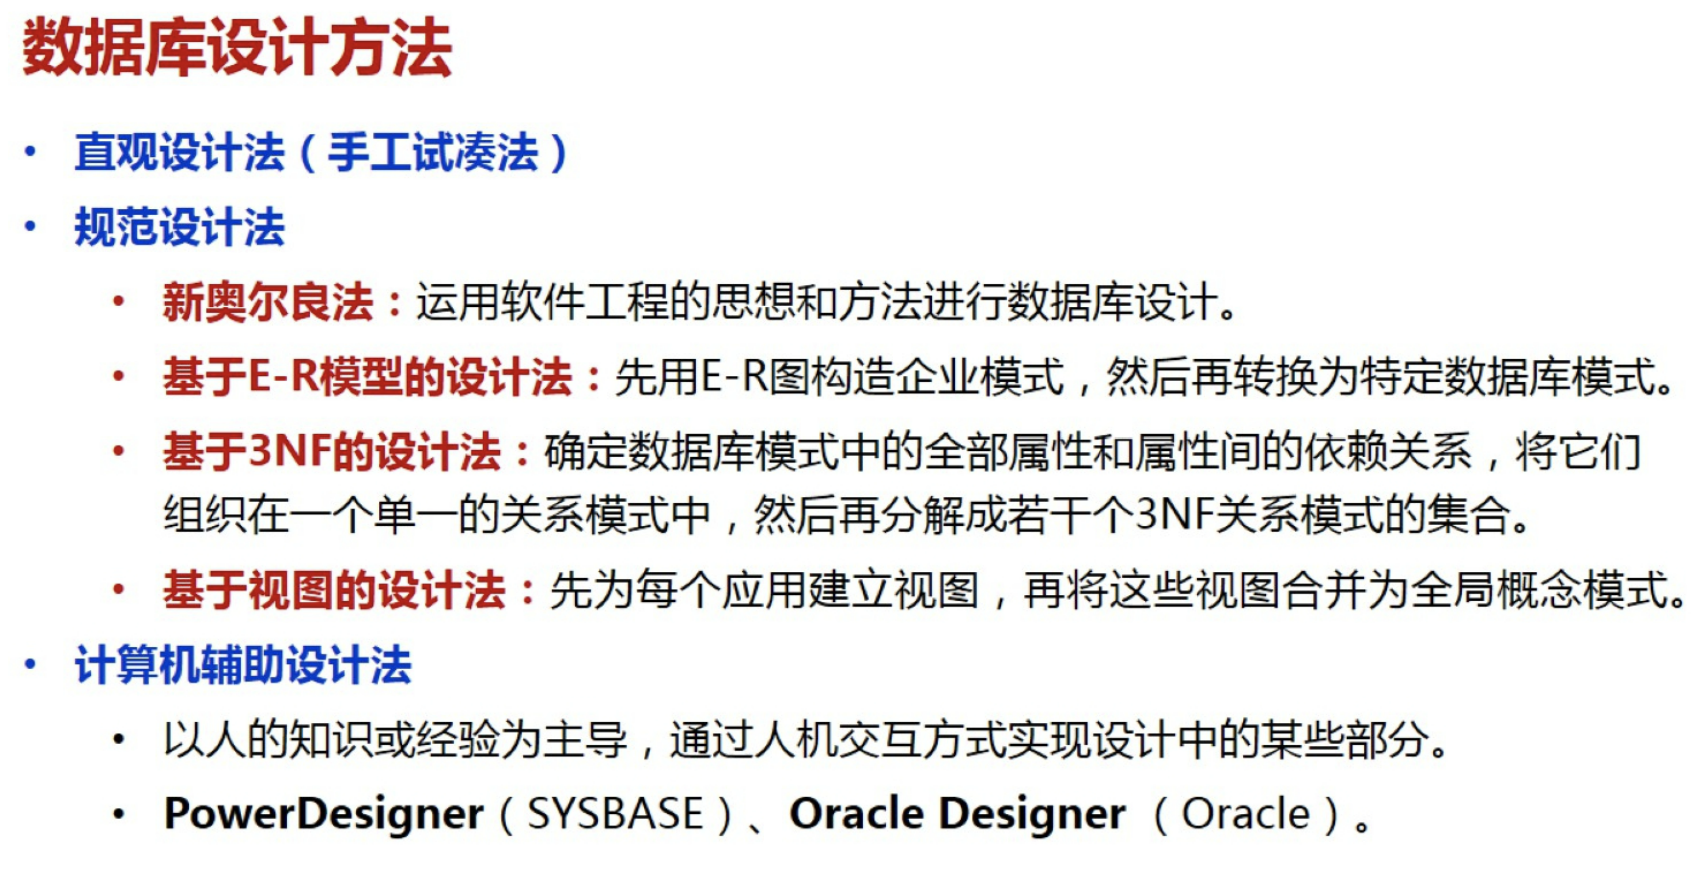 数据库设计方法
• 直观设计法（手工试凑法）
• 规范设计法
• 新奥尔良法：运用软件工程的思想和方法进行数据库设计。
• 基于E-R模型的设计法：先用E-R图构造企业模式，然后再转换为特定数据库模式。
• 基于3NF的设计法：确定数据库模式中的全部属性和属性间的依赖关系，将它们
组织在一个单一的关系模式中，然后再分解成若干个3NF关系模式的集合。
• 基于视图的设计法：先为每个应用建立视图，再将这些视图合并为全局概念模式。
• 计算机辅助设计法
• 以人的知识或经验为主导，通过人机交互方式实现设计中的某些部分。
• PowerDesigner（SYSBASE）、Oracle Designer（Oracle）。